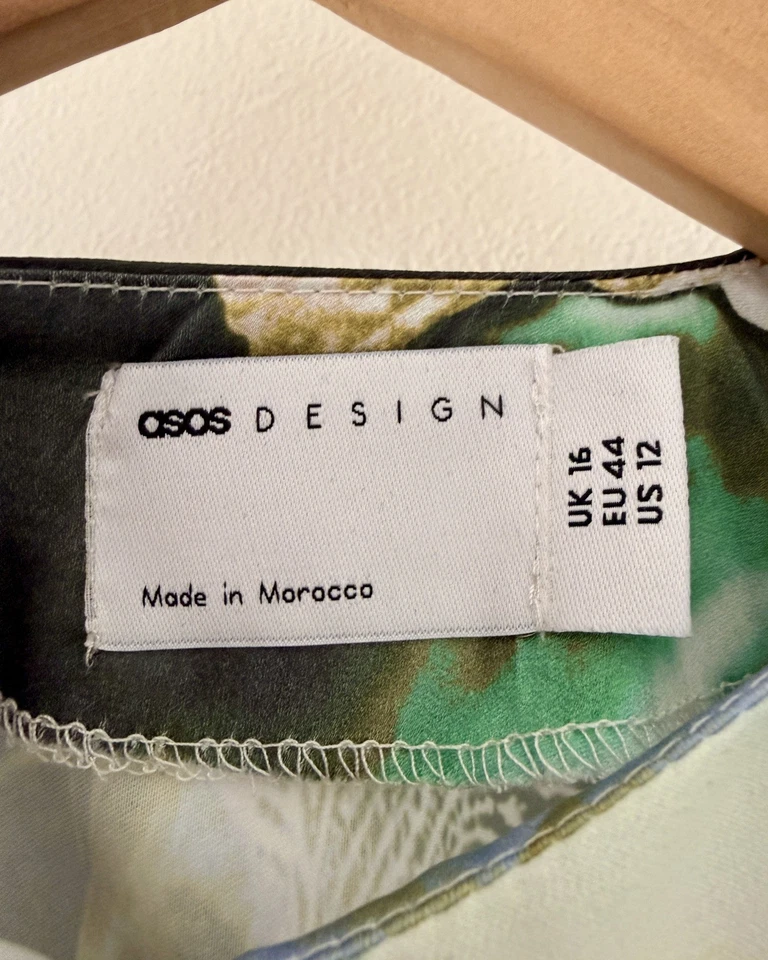 asos DESIGN
Made in Morocco
UK 16
EU 44
US 12